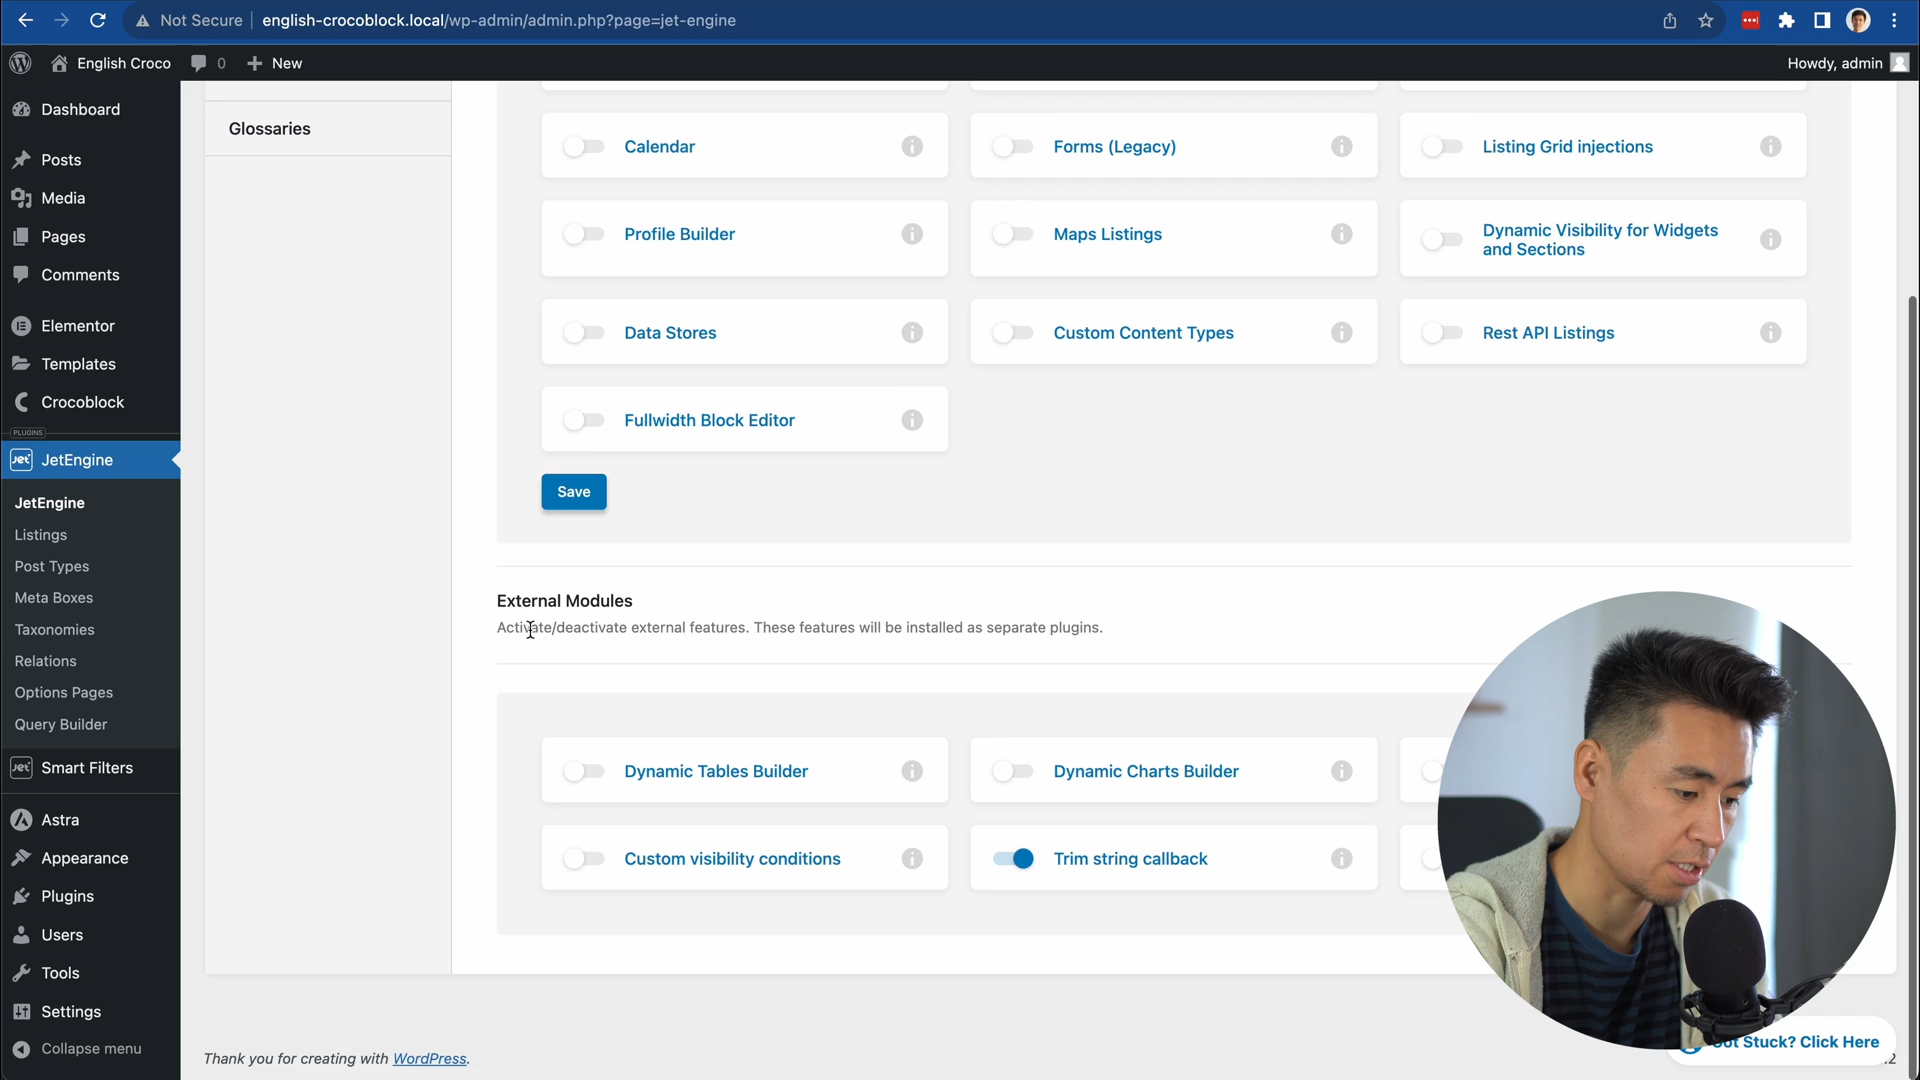 Not Secure
english-crocoblock.local/wp-admin/admin.php?page=jet-engine
English Croco
0
New
Howdy, admin
Dashboard
Posts
Media
Pages
Comments
Elementor
Templates
Crocoblock
PLUGINS
JetEngine
JetEngine
Listings
Post Types
Meta Boxes
Taxonomies
Relations
Options Pages
Query Builder
Smart Filters
Astra
Appearance
Plugins
Users
Tools
Settings
Collapse menu
Glossaries
Calendar
Forms (Legacy)
Listing Grid injections
Profile Builder
Maps Listings
Dynamic Visibility for Widgets
and Sections
Data Stores
Custom Content Types
Rest API Listings
Fullwidth Block Editor
Save
External Modules
Activate/deactivate external features. These features will be installed as separate plugins.
Dynamic Tables Builder
Dynamic Charts Builder
Custom visibility conditions
Trim string callback
Thank you for creating with WordPress.
Stuck? Click Here